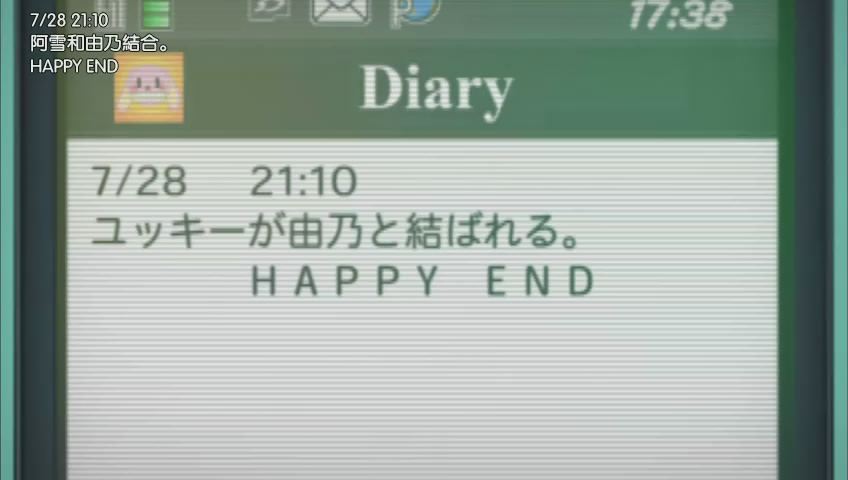 7/28 21:10
阿雪和由乃結合。
HAPPY END
17:38
Diary
7/28 21:10
ユッキーが由乃と結ばれる。
HAPPY END